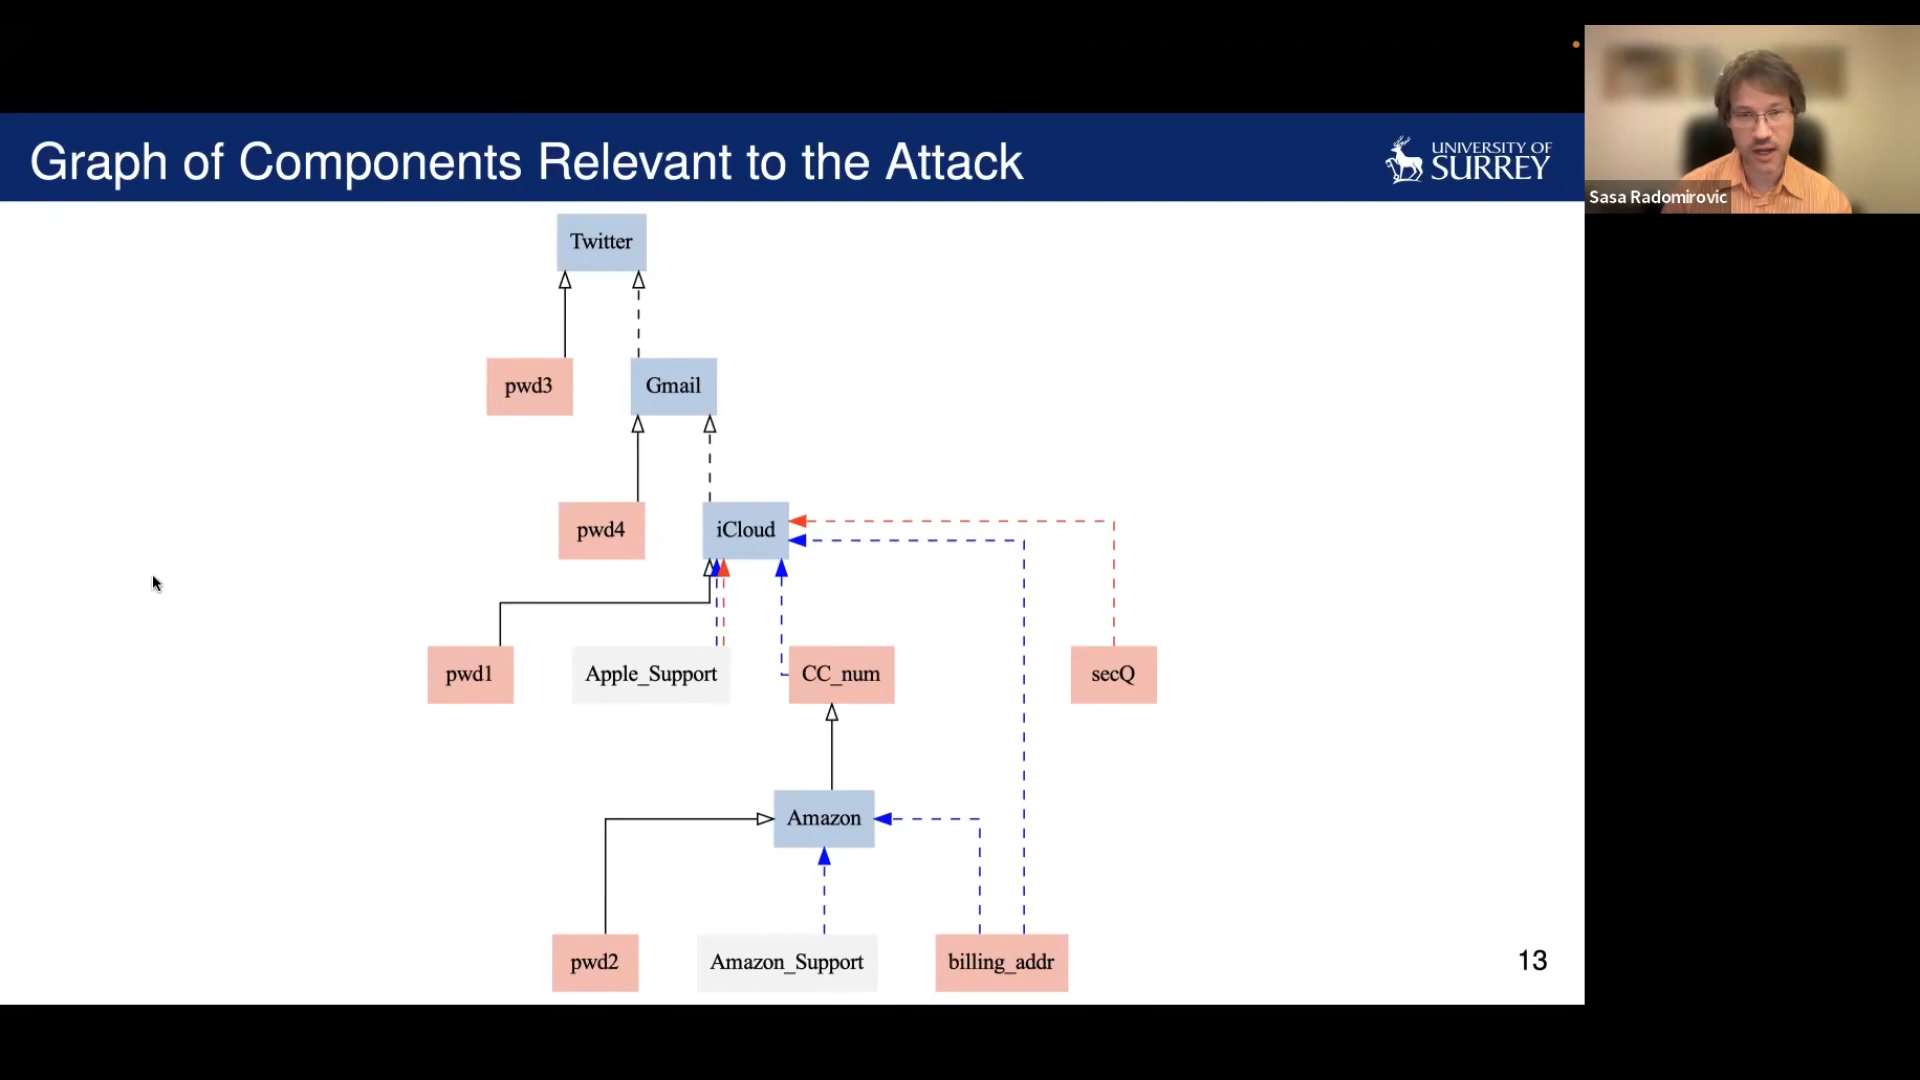 Graph of Components Relevant to the Attack
UNIVERSITY OF
SURREY
Sasa Radomirovic
Twitter
pwd3
Gmail
pwd4
iCloud
pwd1
Apple_Support
CC_num
secQ
Amazon
pwd2
Amazon_Support
billing_addr
13